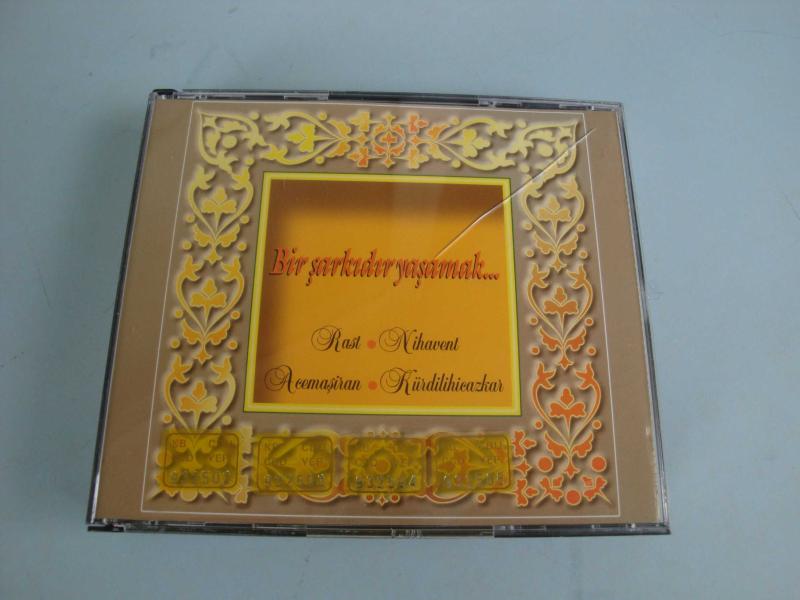 Bir şarkıdır yaşamak...
Rast • Nihavent
Acemaşiran • Kürdilihicazkar